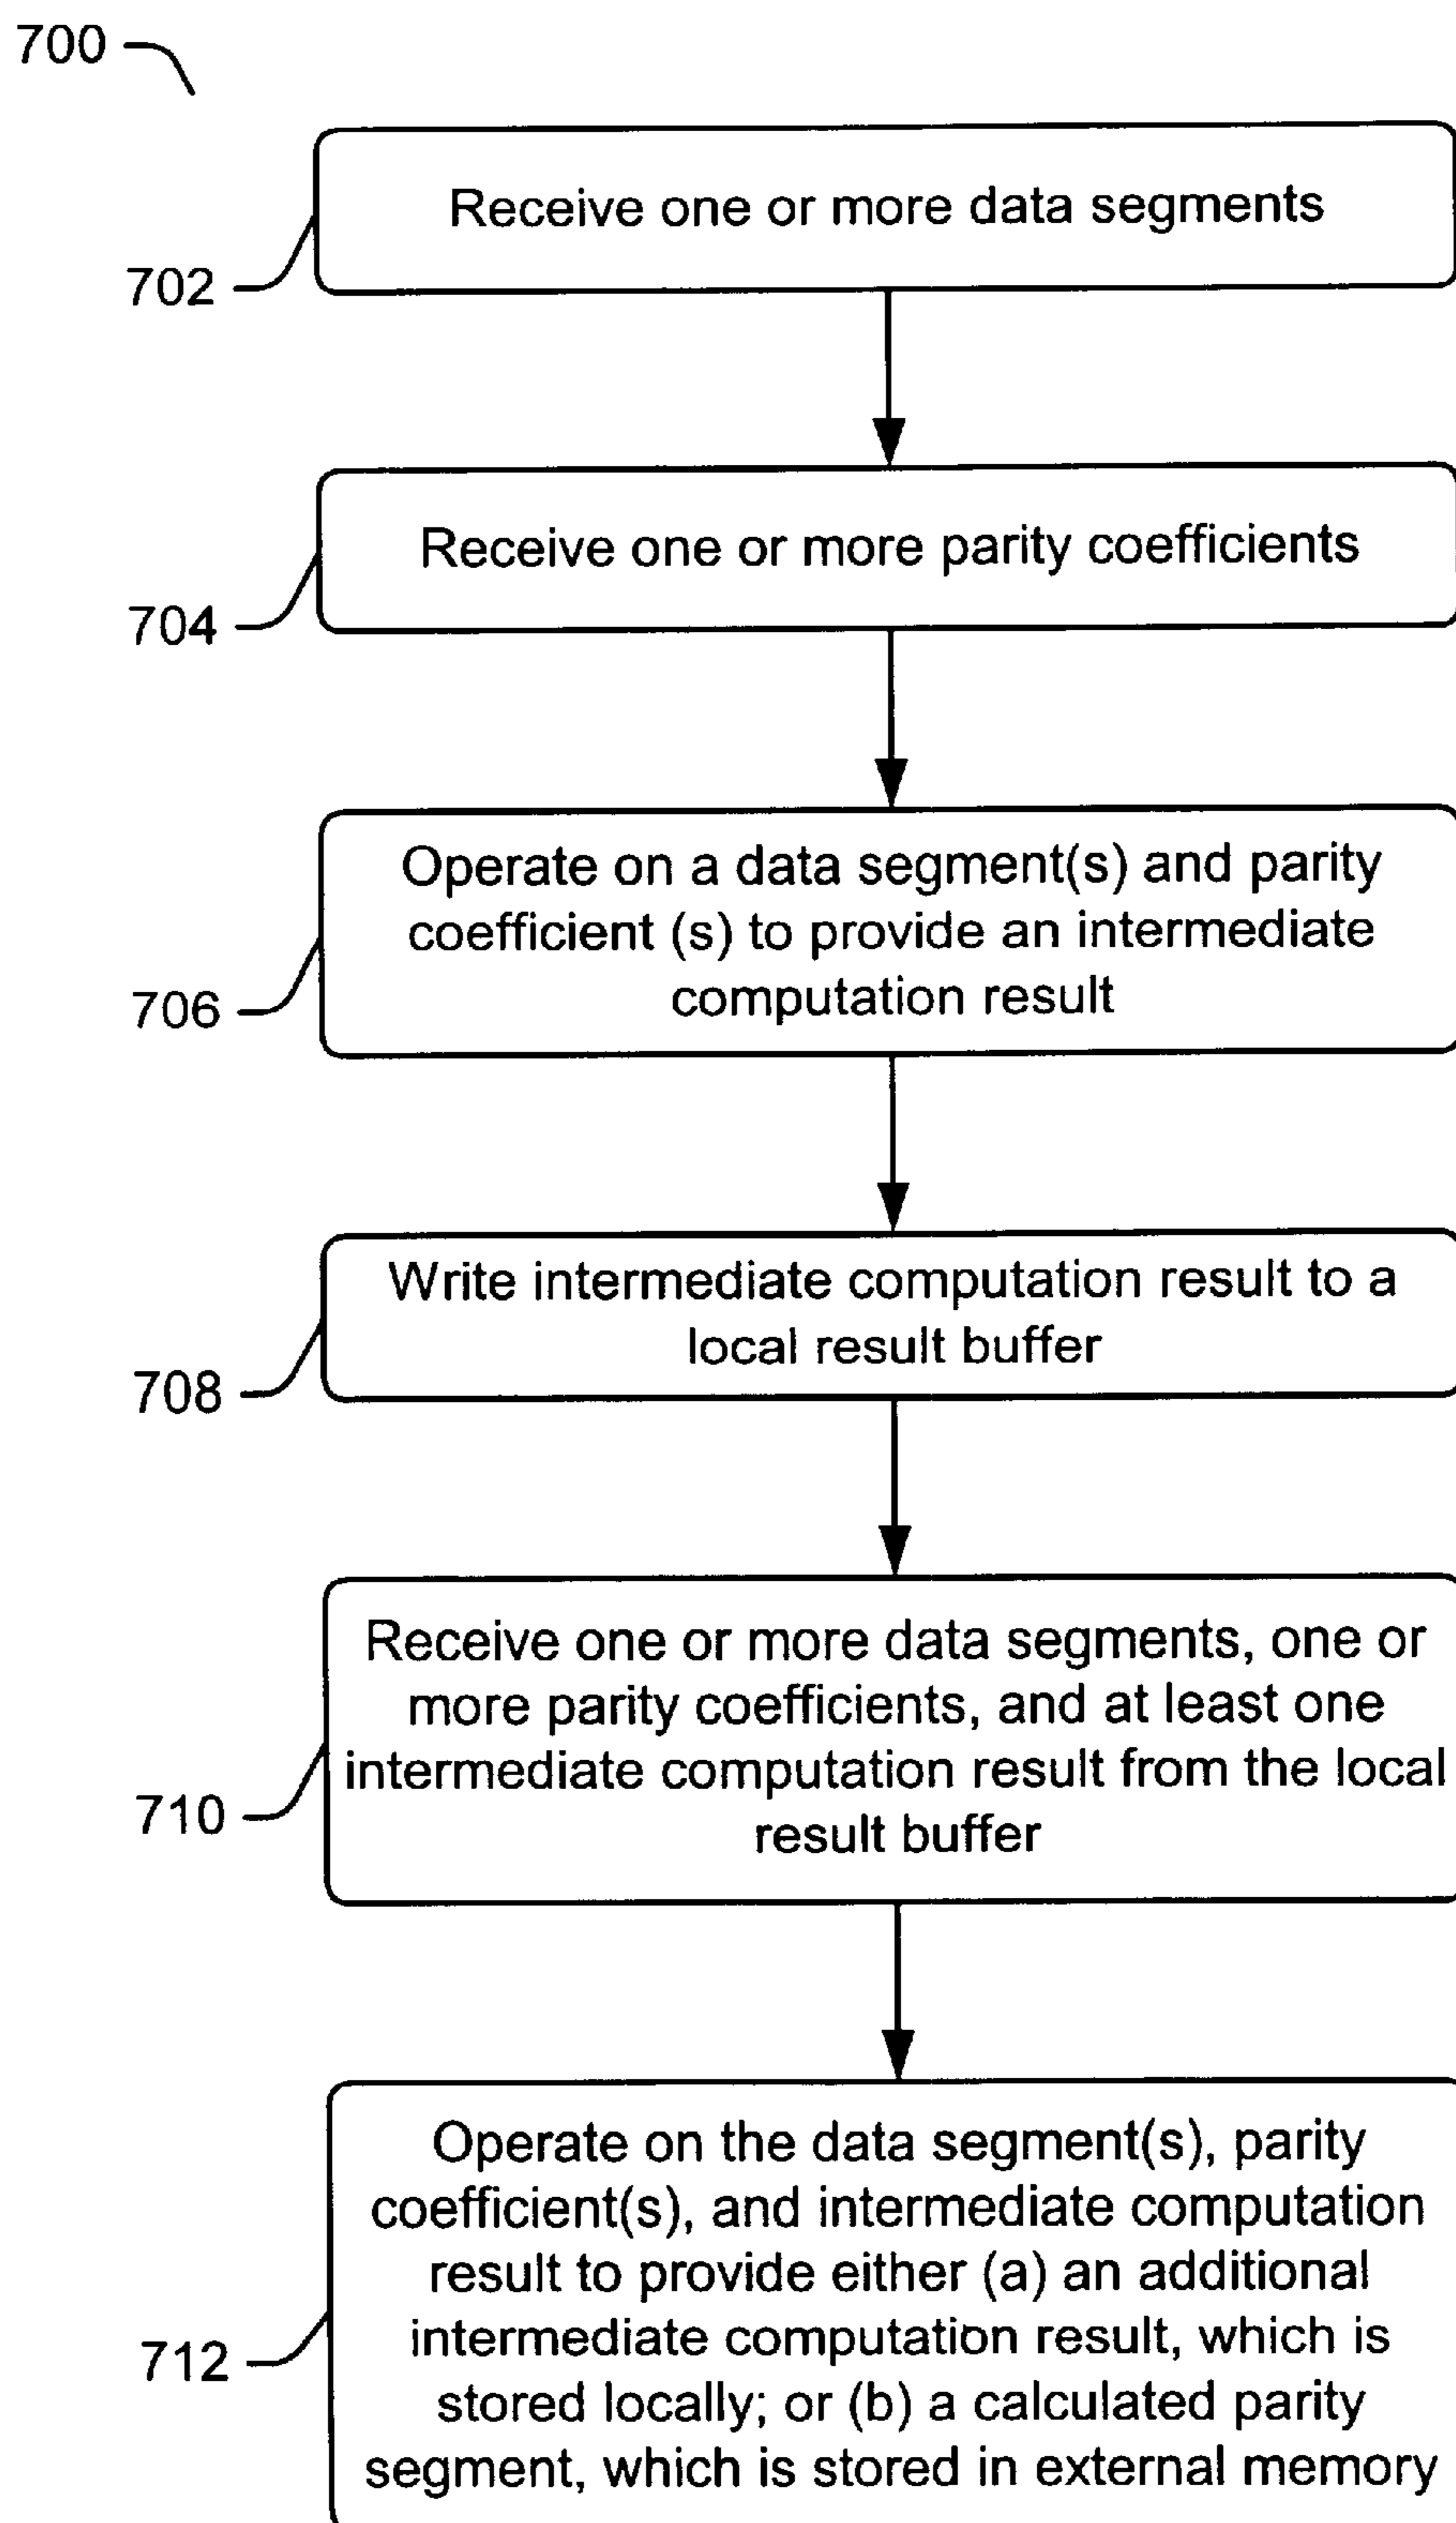 700
Receive one or more data segments
702
Receive one or more parity coefficients
704
Operate on a data segment(s) and parity
coefficient (s) to provide an intermediate
computation result
706
Write intermediate computation result to a
local result buffer
708
Receive one or more data segments, one or
more parity coefficients, and at least one
intermediate computation result from the local
result buffer
710
Operate on the data segment(s), parity
coefficient(s), and intermediate computation
result to provide either (a) an additional
intermediate computation result, which is
stored locally; or (b) a calculated parity
segment, which is stored in external memory
712